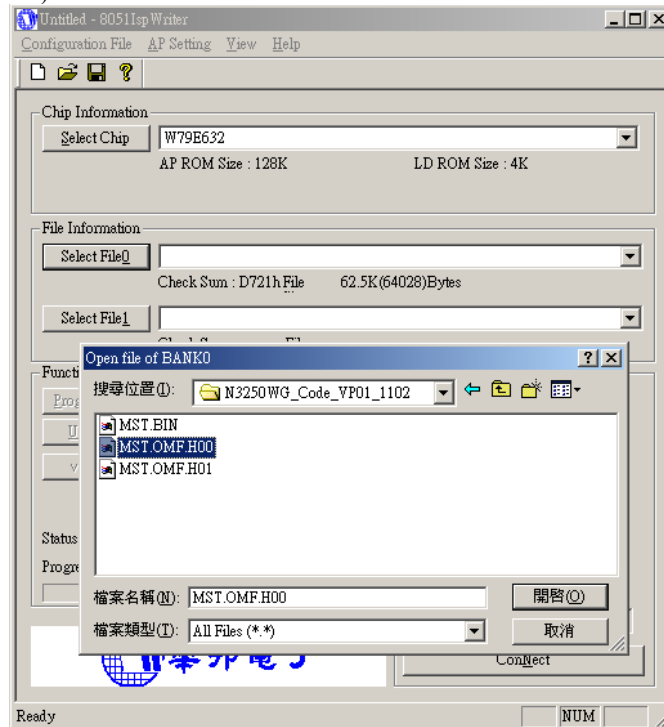 Untitled - 8051IspWriter
Configuration File AP Setting View Help
Chip Information
Select Chip W79E632
AP ROM Size : 128K LD ROM Size : 4K
File Information
Select File0
Check Sum : D721h File 62.5K(64028)Bytes
Select File1
Open file of BANK0
搜尋位置(I): N3250WG_Code_VP01_1102
MST.BIN
MST.OMF.H00
MST.OMF.H01
Status
檔案名稱(N): MST.OMF.H00 開啓(O)
檔案類型(T): All Files (*.*) 取消
ConNect
Ready NUM